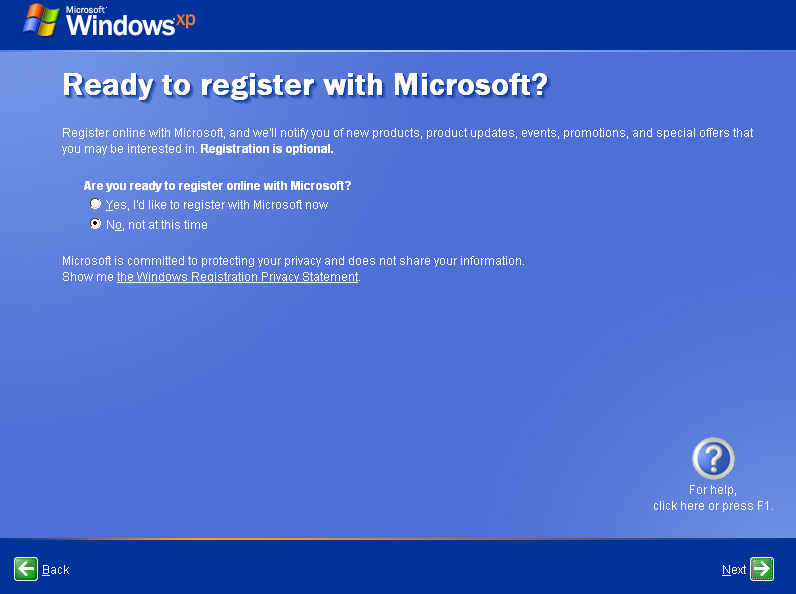 Microsoft
Windows xp
Ready to register with Microsoft?
Register online with Microsoft, and we'll notify you of new products, product updates, events, promotions, and special offers that
you may be interested in. Registration is optional.
Are you ready to register online with Microsoft?
Yes, I'd like to register with Microsoft now
No, not at this time
Microsoft is committed to protecting your privacy and does not share your information.
Show me the Windows Registration Privacy Statement.
?
For help,
click here or press F1.
Back
Next